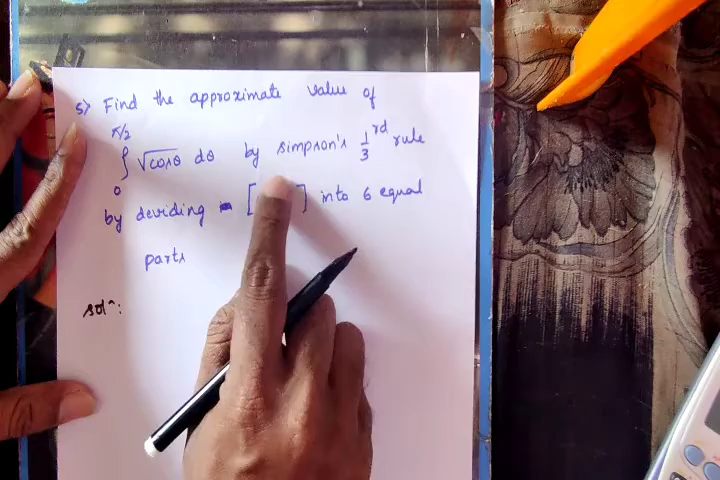 5) Find the approximate value of
π/2
∫ √cosθ dθ by simpson's 1/3 rd rule
0
by deviding [ ] into 6 equal
parts
solⁿ: